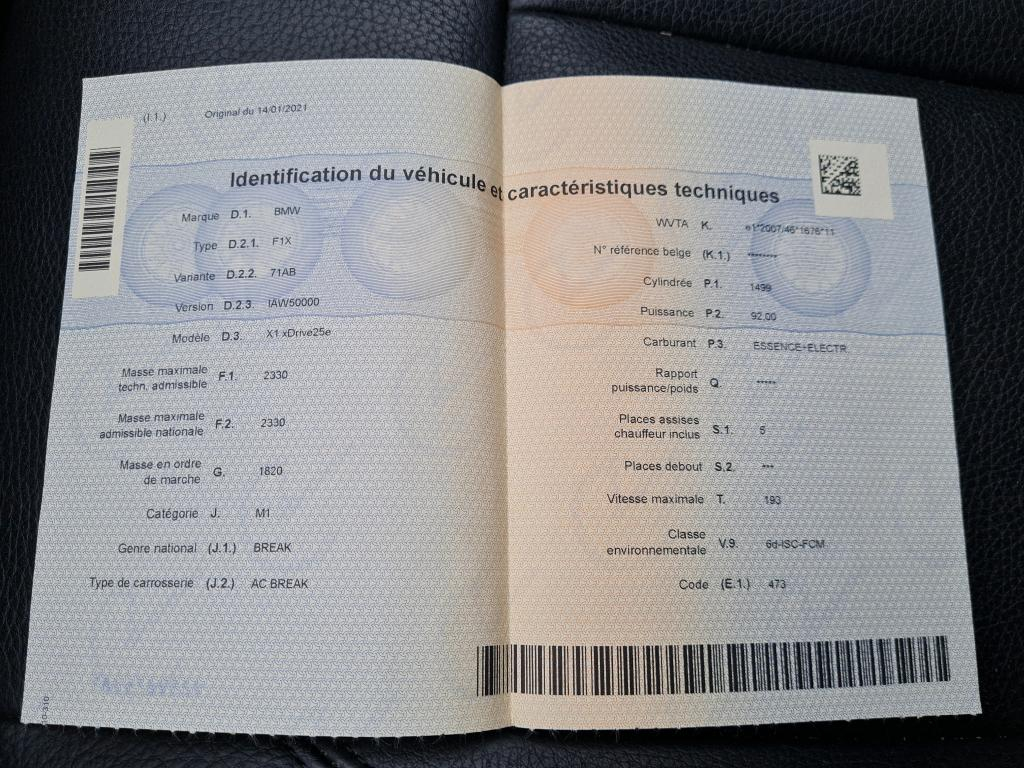 (I.1.) Original du 14/01/2021
Identification du véhicule et caractéristiques techniques
Marque D.1. BMW
Type D.2.1. F1X
Variante D.2.2. 71AB
Version D.2.3. IAW50000
Modèle D.3. X1 xDrive25e
Masse maximale
techn. admissible F.1. 2330
Masse maximale
admissible nationale F.2. 2330
Masse en ordre
de marche G. 1820
Catégorie J. M1
Genre national (J.1.) BREAK
Type de carrosserie (J.2.) AC BREAK
WVTA K. e1*2007/46*1676*11
N° référence belge (K.1.) ********
Cylindrée P.1. 1499
Puissance P.2. 92,00
Carburant P.3. ESSENCE+ELECTR.
Rapport
puissance/poids Q. *****
Places assises
chauffeur inclus S.1. 5
Places debout S.2. ***
Vitesse maximale T. 193
Classe
environnementale V.9. 6d-ISC-FCM
Code (E.1.) 473